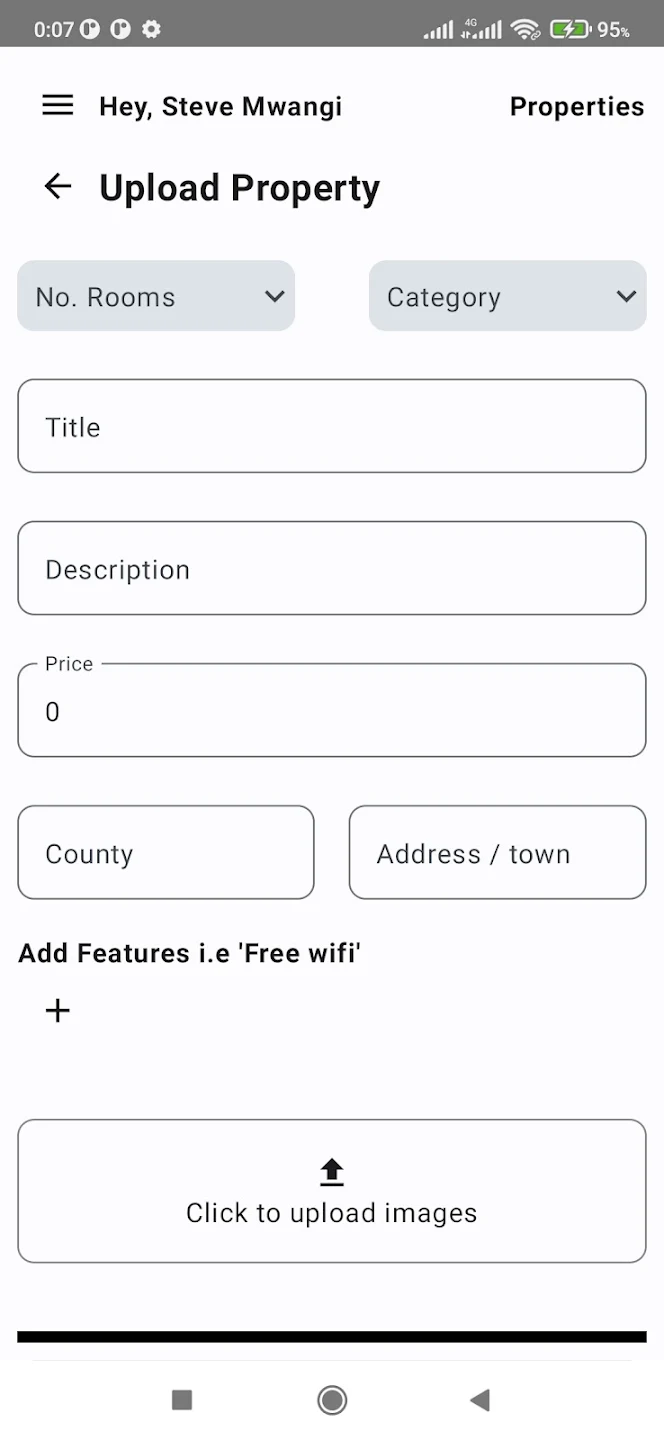 0:07 4G 95%
Hey, Steve Mwangi Properties
Upload Property
No. Rooms Category
Title
Description
Price
0
County Address / town
Add Features i.e 'Free wifi'
+
Click to upload images